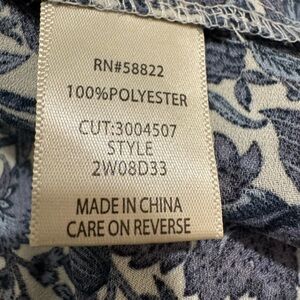 RN#58822
100%POLYESTER
CUT:3004507
STYLE
2W08D33
MADE IN CHINA
CARE ON REVERSE